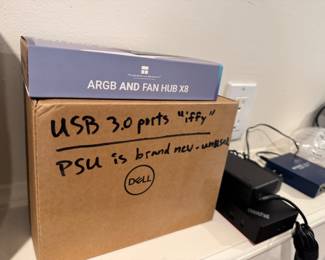 ARGB AND FAN HUB X8
USB 3.0 ports "iffy"
PSU is brand new -
DELL